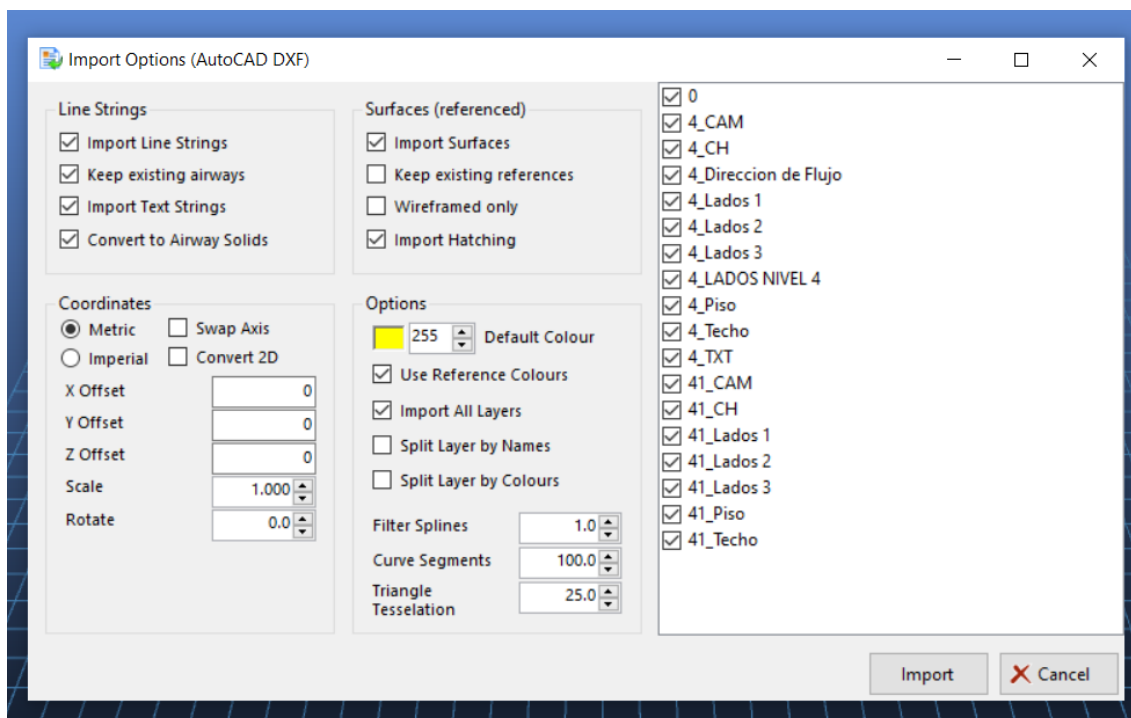 Import Options (AutoCAD DXF)
Line Strings
Import Line Strings
Keep existing airways
Import Text Strings
Convert to Airway Solids
Surfaces (referenced)
Import Surfaces
Keep existing references
Wireframed only
Import Hatching
Coordinates
Metric
Swap Axis
Imperial
Convert 2D
X Offset
0
Y Offset
0
Z Offset
0
Scale
1.000
Rotate
0.0
Options
255
Default Colour
Use Reference Colours
Import All Layers
Split Layer by Names
Split Layer by Colours
Filter Splines
1.0
Curve Segments
100.0
Triangle
Tesselation
25.0
0
4_CAM
4_CH
4_Direccion de Flujo
4_Lados 1
4_Lados 2
4_Lados 3
4_LADOS NIVEL 4
4_Piso
4_Techo
4_TXT
41_CAM
41_CH
41_Lados 1
41_Lados 2
41_Lados 3
41_Piso
41_Techo
Import
Cancel